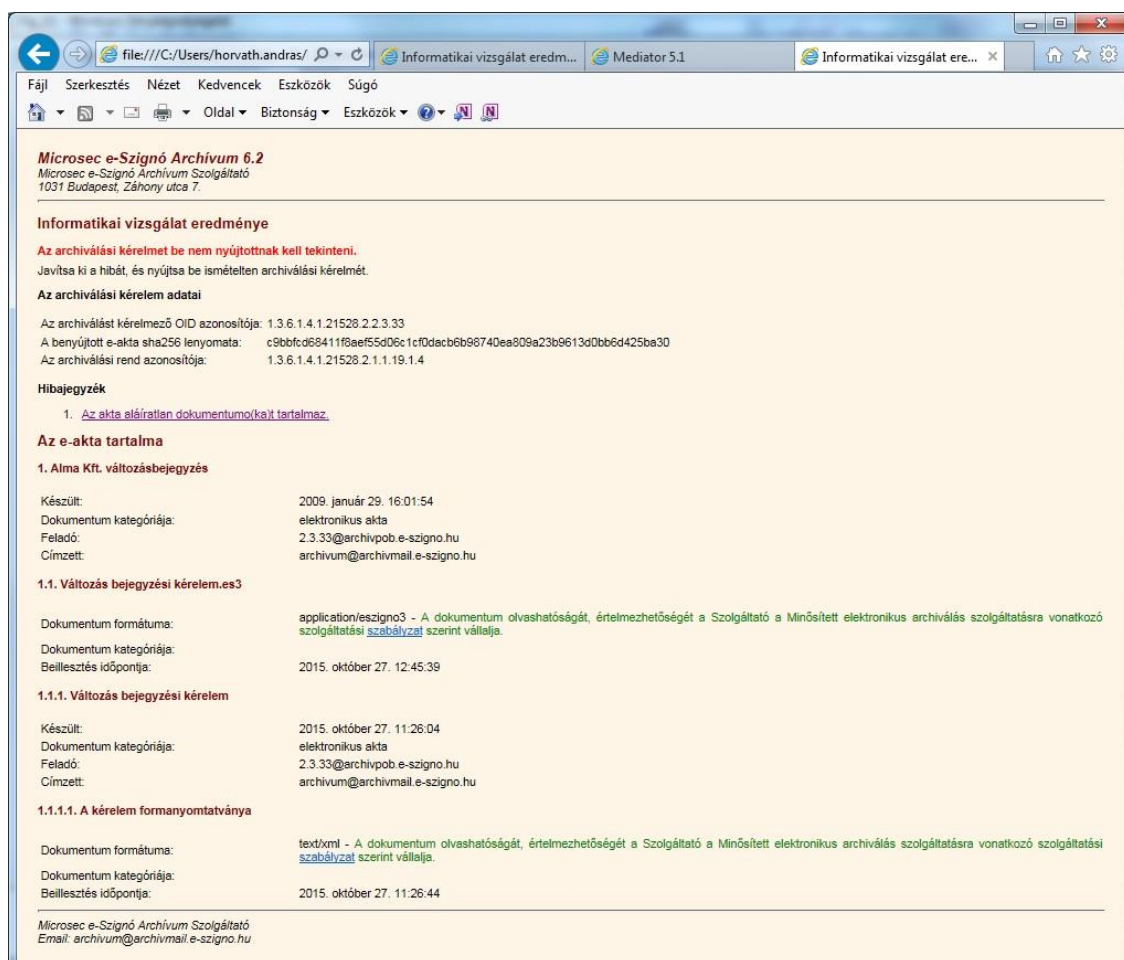 file:///C:/Users/horvath.andras/
Informatikai vizsgálat eredm...
Mediator 5.1
Informatikai vizsgálat ere...
Fájl Szerkesztés Nézet Kedvencek Eszközök Súgó
Oldal Biztonság Eszközök
Microsec e-Szignó Archívum 6.2
Microsec e-Szignó Archívum Szolgáltató
1031 Budapest, Záhony utca 7.
Informatikai vizsgálat eredménye
Az archiválási kérelmet be nem nyújtottnak kell tekinteni.
Javítsa ki a hibát, és nyújtsa be ismételten archiválási kérelmét.
Az archiválási kérelem adatai
Az archiválást kérelmező OID azonosítója: 1.3.6.1.4.1.21528.2.2.3.33
A benyújtott e-akta sha256 lenyomata: c9bbfcd68411f8aef55d06c1cf0dacb6b98740ea809a23b9613d0bb6d425ba30
Az archiválási rend azonosítója: 1.3.6.1.4.1.21528.2.1.1.19.1.4
Hibajegyzék
1. Az akta aláíratlan dokumentumo(ka)t tartalmaz.
Az e-akta tartalma
1. Alma Kft. változásbejegyzés
Készült: 2009. január 29. 16:01:54
Dokumentum kategóriája: elektronikus akta
Feladó: 2.3.33@archivpob.e-szigno.hu
Címzett: archivum@archivmail.e-szigno.hu
1.1. Változás bejegyzési kérelem.es3
Dokumentum formátuma: application/eszigno3 - A dokumentum olvashatóságát, értelmezhetőségét a Szolgáltató a Minősített elektronikus archiválás szolgáltatásra vonatkozó
szolgáltatási szabályzat szerint vállalja.
Dokumentum kategóriája:
Beillesztés időpontja: 2015. október 27. 12:45:39
1.1.1. Változás bejegyzési kérelem
Készült: 2015. október 27. 11:26:04
Dokumentum kategóriája: elektronikus akta
Feladó: 2.3.33@archivpob.e-szigno.hu
Címzett: archivum@archivmail.e-szigno.hu
1.1.1.1. A kérelem formanyomtatványa
Dokumentum formátuma: text/xml - A dokumentum olvashatóságát, értelmezhetőségét a Szolgáltató a Minősített elektronikus archiválás szolgáltatásra vonatkozó szolgáltatási
szabályzat szerint vállalja.
Dokumentum kategóriája:
Beillesztés időpontja: 2015. október 27. 11:26:44
Microsec e-Szignó Archívum Szolgáltató
Email: archivum@archivmail.e-szigno.hu